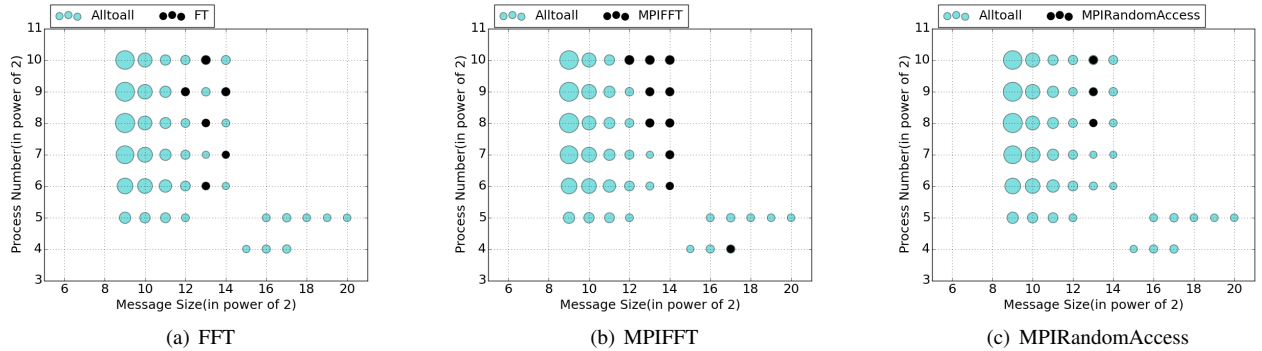 Alltoall FT
Process Number(in power of 2)
11
10
9
8
7
6
5
4
3
6 8 10 12 14 16 18 20
Message Size(in power of 2)
(a) FFT
Alltoall MPIFFT
Process Number(in power of 2)
11
10
9
8
7
6
5
4
3
6 8 10 12 14 16 18 20
Message Size(in power of 2)
(b) MPIFFT
Alltoall MPIRandomAccess
Process Number(in power of 2)
11
10
9
8
7
6
5
4
3
6 8 10 12 14 16 18 20
Message Size(in power of 2)
(c) MPIRandomAccess